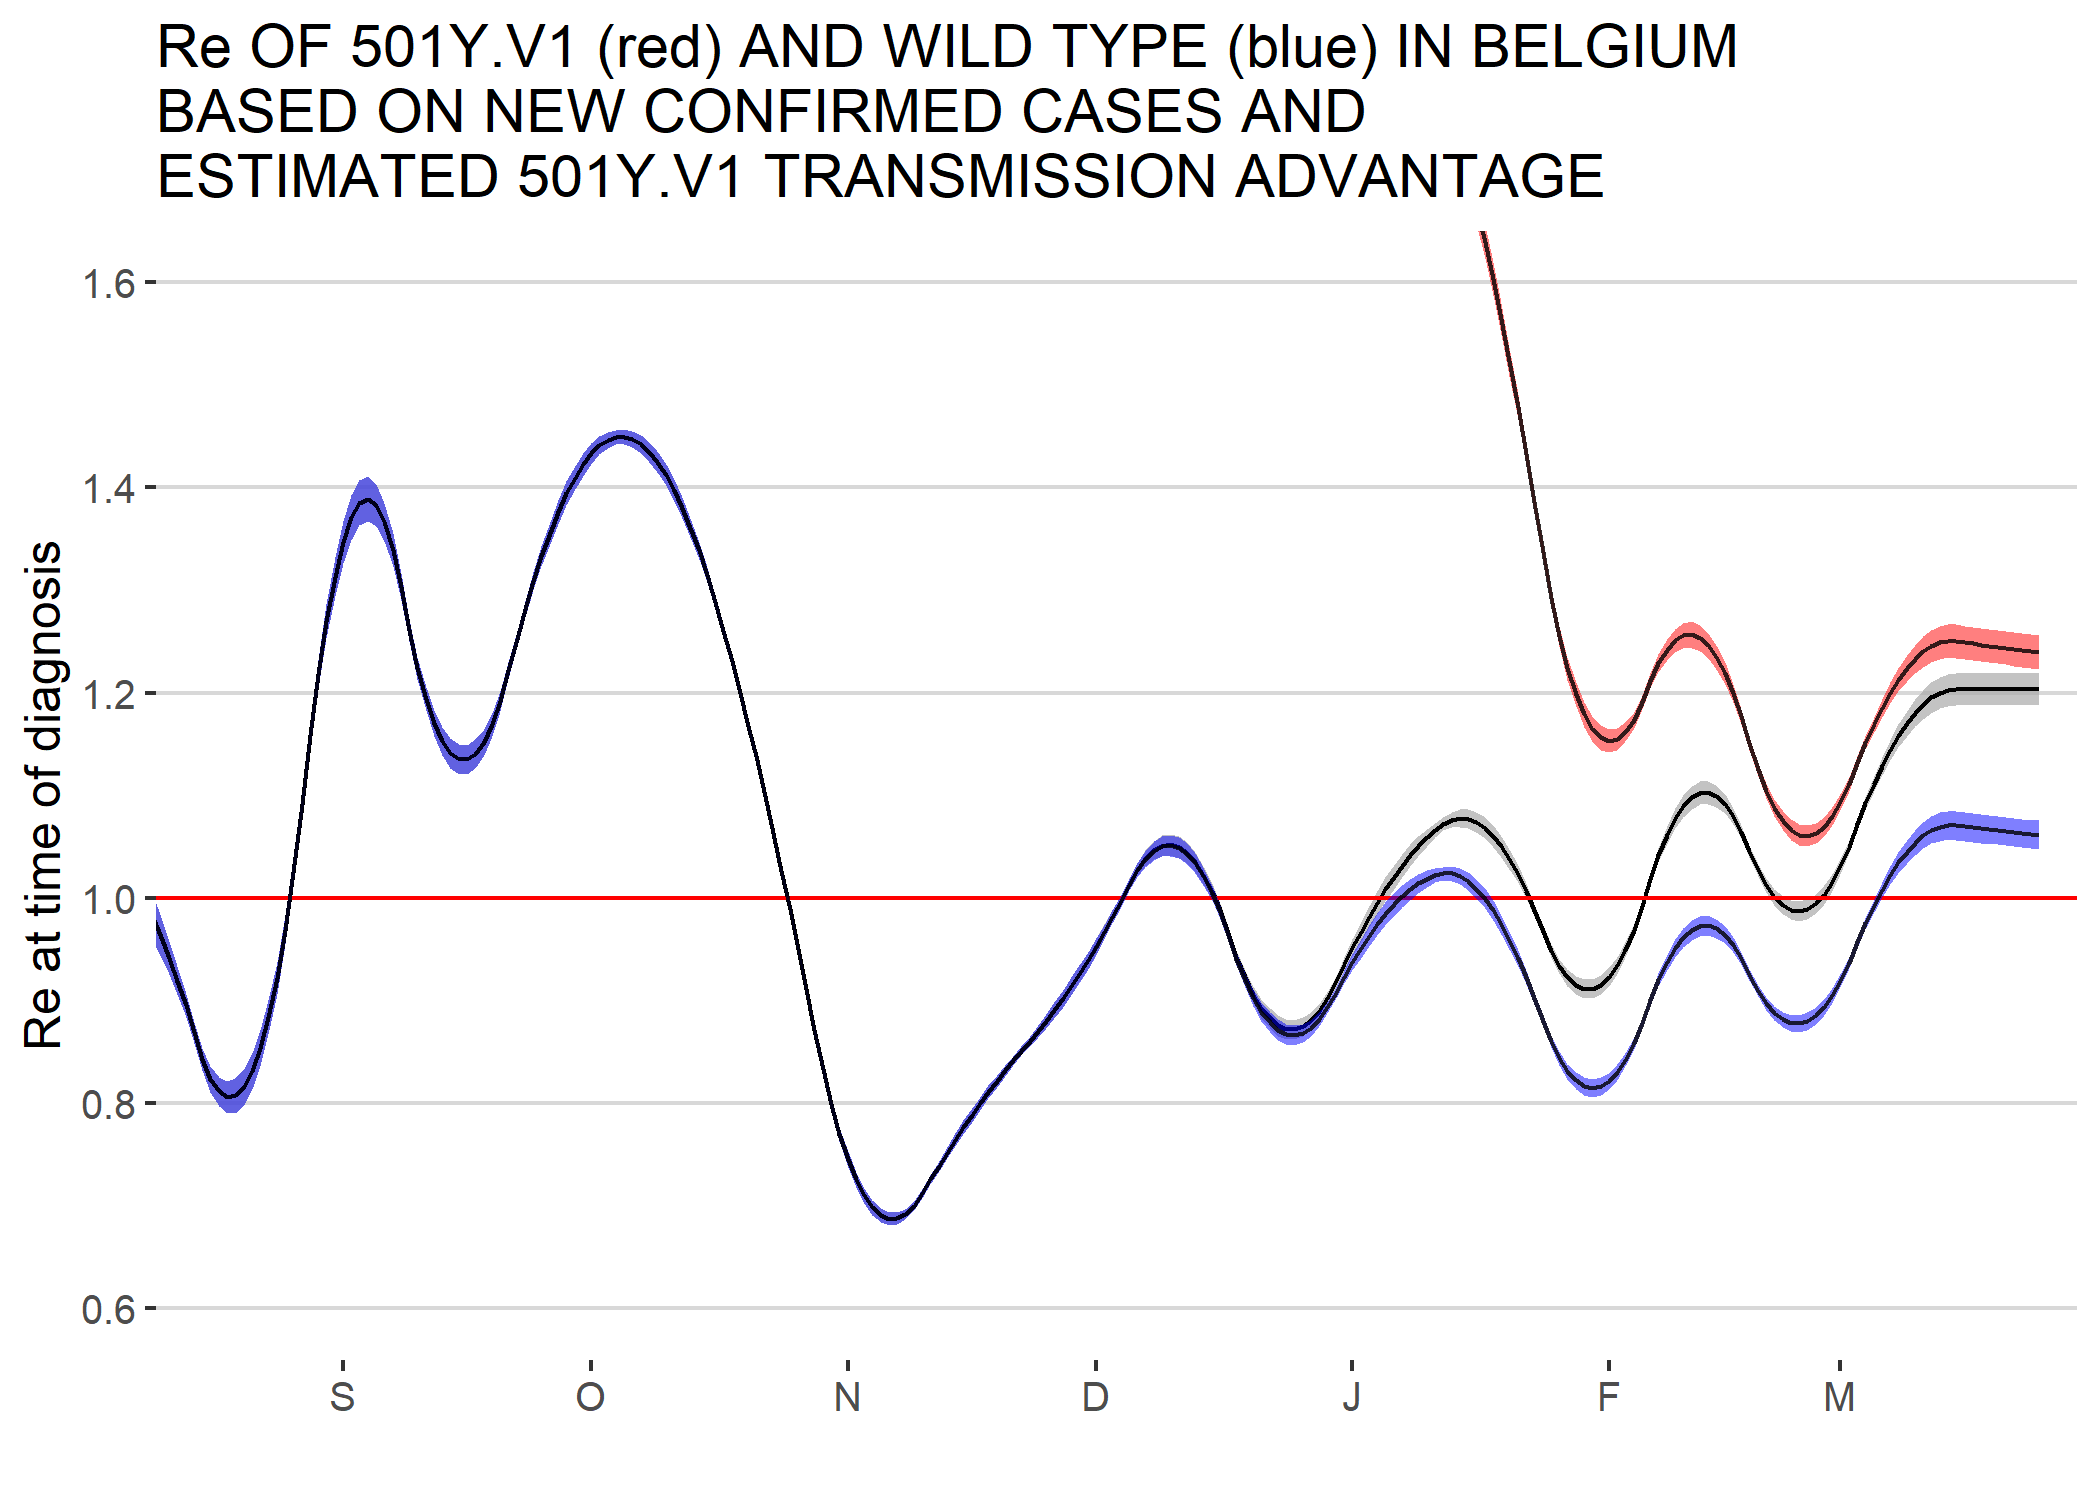 Re OF 501Y.V1 (red) AND WILD TYPE (blue) IN BELGIUM
BASED ON NEW CONFIRMED CASES AND
ESTIMATED 501Y.V1 TRANSMISSION ADVANTAGE
Re at time of diagnosis
1.6
1.4
1.2
1.0
0.8
0.6
S O N D J F M